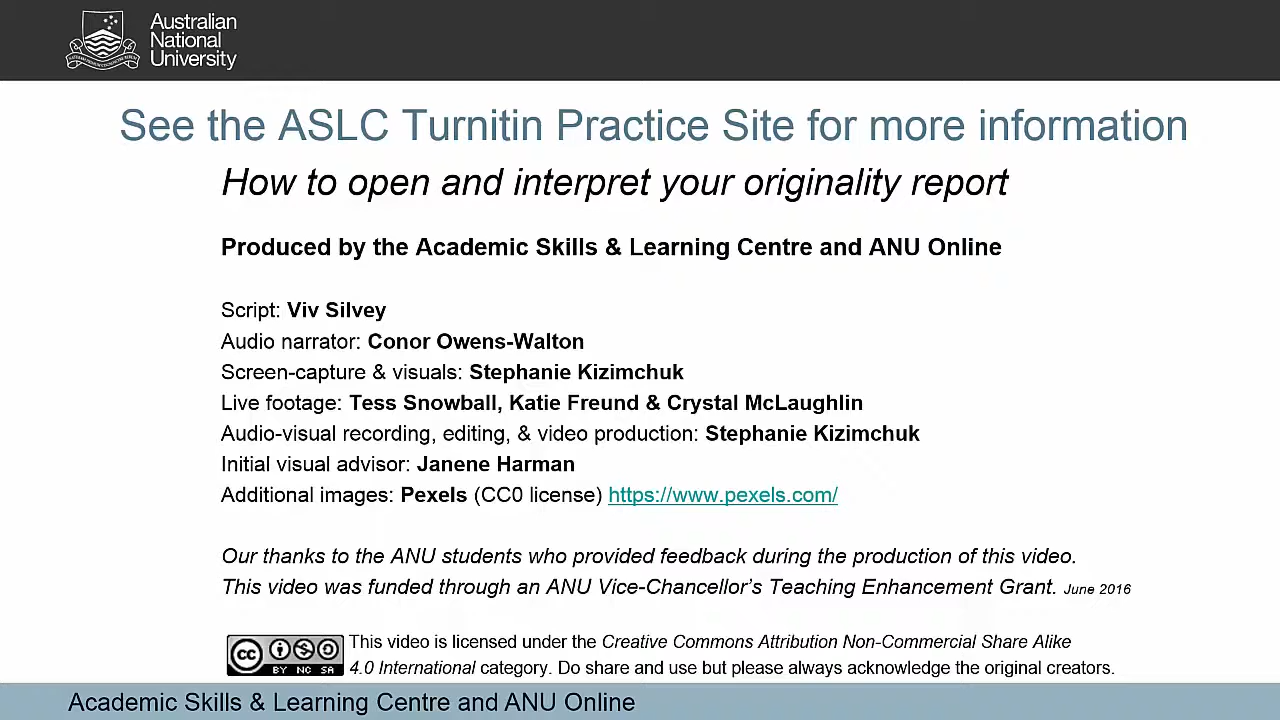 Australian
National
University
See the ASLC Turnitin Practice Site for more information
How to open and interpret your originality report
Produced by the Academic Skills & Learning Centre and ANU Online
Script: Viv Silvey
Audio narrator: Conor Owens-Walton
Screen-capture & visuals: Stephanie Kizimchuk
Live footage: Tess Snowball, Katie Freund & Crystal McLaughlin
Audio-visual recording, editing, & video production: Stephanie Kizimchuk
Initial visual advisor: Janene Harman
Additional images: Pexels (CC0 license) https://www.pexels.com/
Our thanks to the ANU students who provided feedback during the production of this video.
This video was funded through an ANU Vice-Chancellor’s Teaching Enhancement Grant. June 2016
This video is licensed under the Creative Commons Attribution Non-Commercial Share Alike
4.0 International category. Do share and use but please always acknowledge the original creators.
cc BY NC SA
Academic Skills & Learning Centre and ANU Online